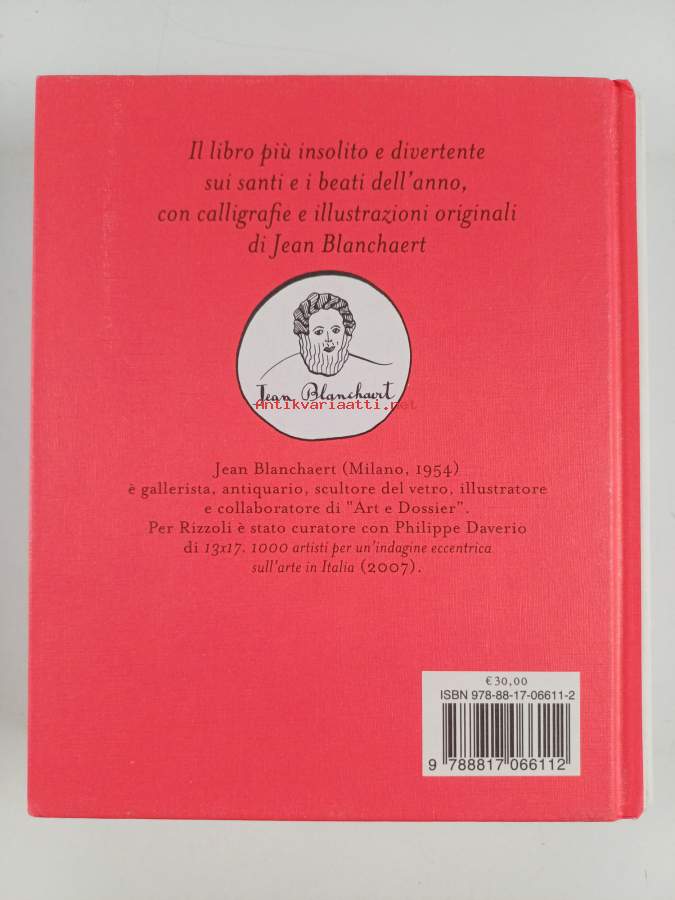 Il libro più insolito e divertente
sui santi e i beati dell'anno,
con calligrafie e illustrazioni originali
di Jean Blanchaert
Jean Blanchaert
Antikvariaatti.net
Jean Blanchaert (Milano, 1954)
è gallerista, antiquario, scultore del vetro, illustratore
e collaboratore di "Art e Dossier".
Per Rizzoli è stato curatore con Philippe Daverio
di 13x17. 1000 artisti per un'indagine eccentrica
sull'arte in Italia (2007).
€ 30,00
ISBN 978-88-17-06611-2
9 788817 066112